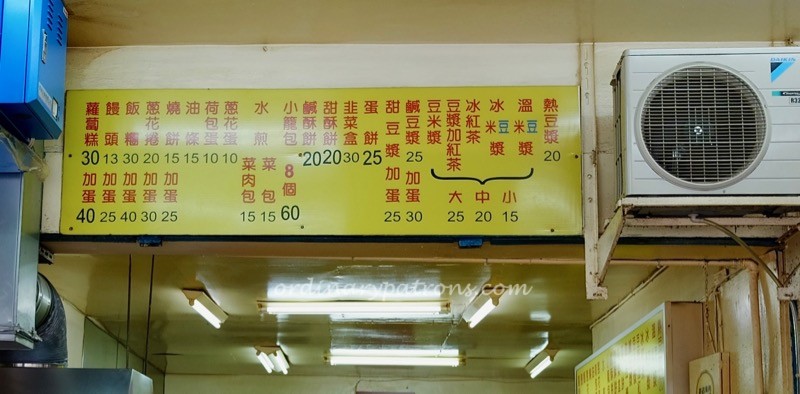 熱豆漿 20
溫豆米漿
冰豆米漿
冰紅茶
豆漿加紅茶
豆米漿
小 15
中 20
大 25
鹹豆漿 25 加蛋 30
甜豆漿 加蛋 25
蛋餅 25
韭菜盒 30
甜酥餅 20
鹹酥餅 20
小籠包 8個 60
水煎
菜包 15
菜肉包 15
蔥花蛋 10
荷包蛋 10
油條 15
燒餅 15 加蛋 25
蔥花捲 20 加蛋 30
飯糰 30 加蛋 40
饅頭 13 加蛋 25
蘿蔔糕 30 加蛋 40
DAIKIN
ordinarypatrons.com